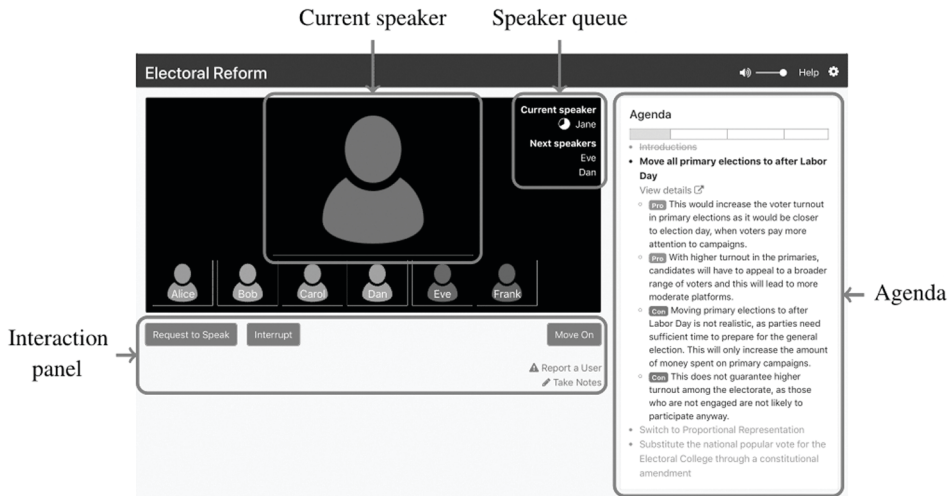 Current speaker
Speaker queue
Electoral Reform
Help
Current speaker
Jane
Next speakers
Eve
Dan
Alice
Bob
Carol
Dan
Eve
Frank
Request to Speak
Interrupt
Move On
Report a User
Take Notes
Interaction
panel
Agenda
Introductions
Move all primary elections to after Labor
Day
View details
Pro This would increase the voter turnout
in primary elections as it would be closer
to election day, when voters pay more
attention to campaigns.
Pro With higher turnout in the primaries,
candidates will have to appeal to a broader
range of voters and this will lead to more
moderate platforms.
Con Moving primary elections to after
Labor Day is not realistic, as parties need
sufficient time to prepare for the general
election. This will only increase the amount
of money spent on primary campaigns.
Con This does not guarantee higher
turnout among the electorate, as those
who are not engaged are not likely to
participate anyway.
Switch to Proportional Representation
Substitute the national popular vote for the
Electoral College through a constitutional
amendment
Agenda